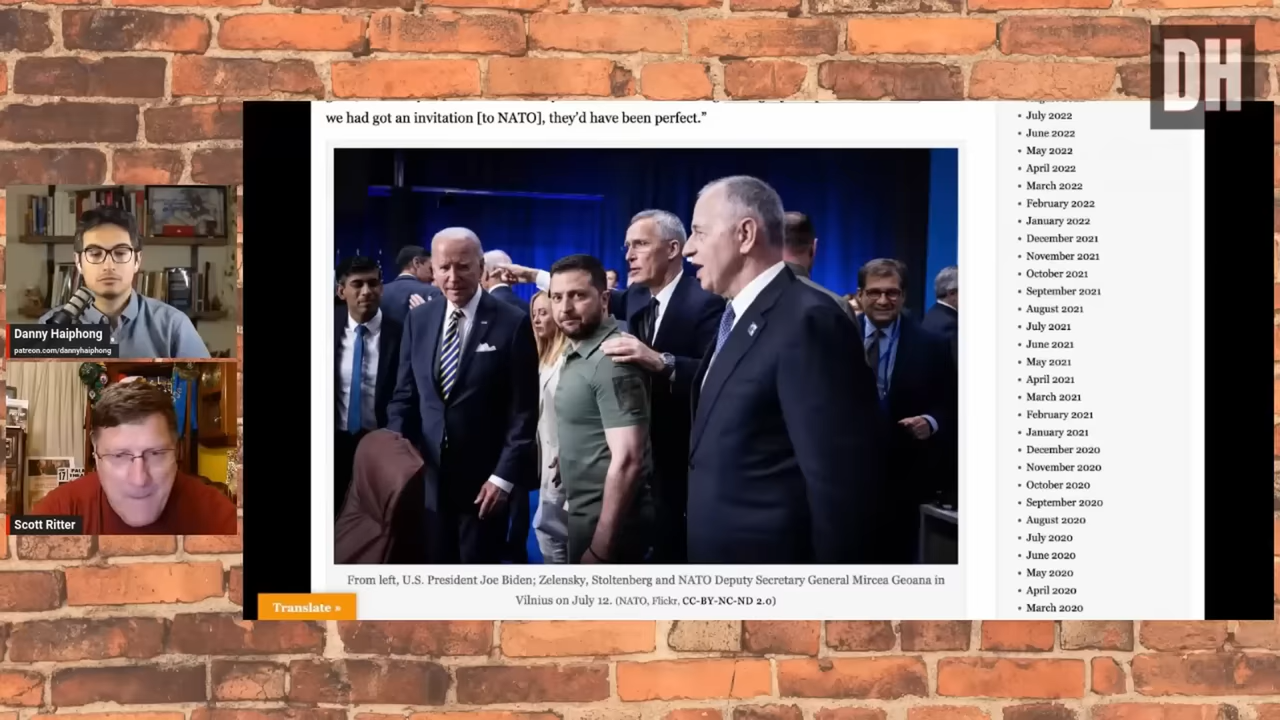 DH
we had got an invitation [to NATO], they'd have been perfect.”
July 2022
June 2022
May 2022
April 2022
March 2022
February 2022
January 2022
December 2021
November 2021
October 2021
September 2021
August 2021
July 2021
June 2021
May 2021
April 2021
March 2021
February 2021
January 2021
December 2020
November 2020
October 2020
September 2020
August 2020
July 2020
June 2020
May 2020
April 2020
March 2020
Danny Haiphong
patreon.com/dannyhaiphong
Scott Ritter
From left, U.S. President Joe Biden; Zelensky, Stoltenberg and NATO Deputy Secretary General Mircea Geoana in
Vilnius on July 12. (NATO, Flickr, CC-BY-NC-ND 2.0)
Translate »